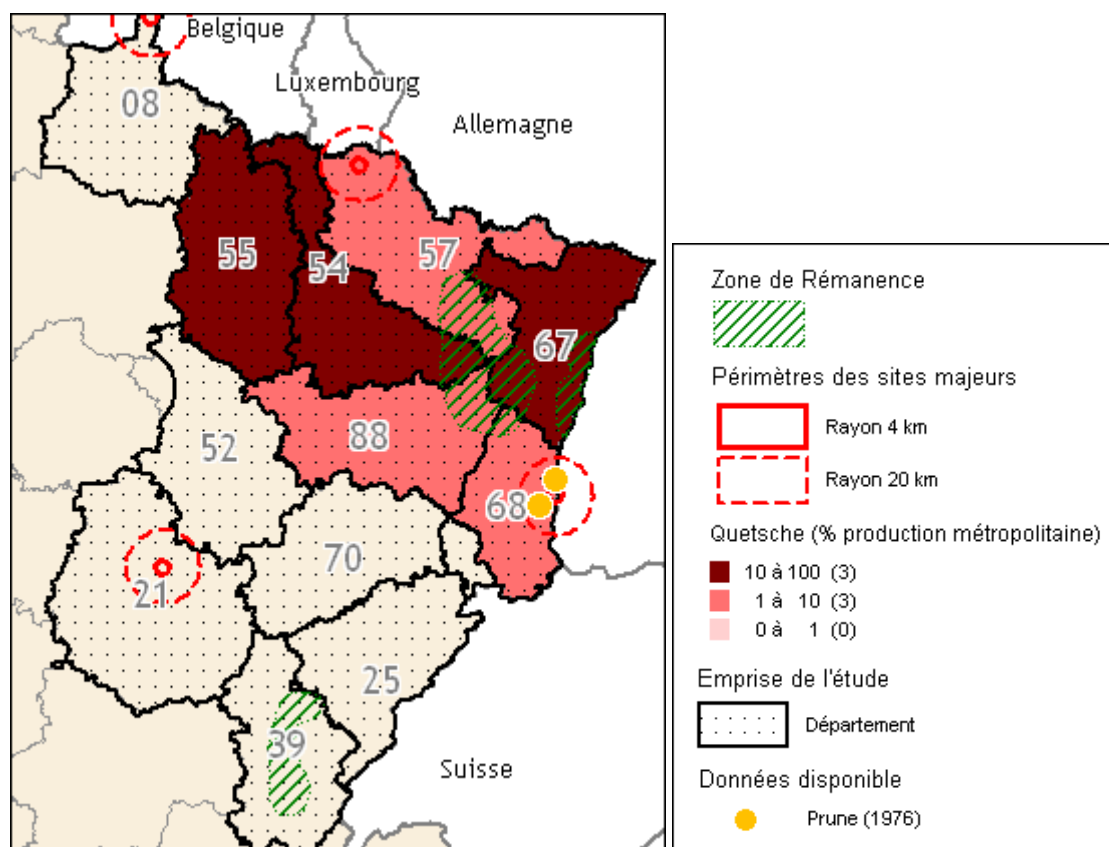 Belgique
Luxembourg
08
Allemagne
55
54
57
67
88
52
68
70
21
25
39
Suisse
Zone de Rémanence
Périmètres des sites majeurs
Rayon 4 km
Rayon 20 km
Quetsche (% production métropolitaine)
10 à 100 (3)
1 à 10 (3)
0 à 1 (0)
Emprise de l'étude
Département
Données disponible
Prune (1976)